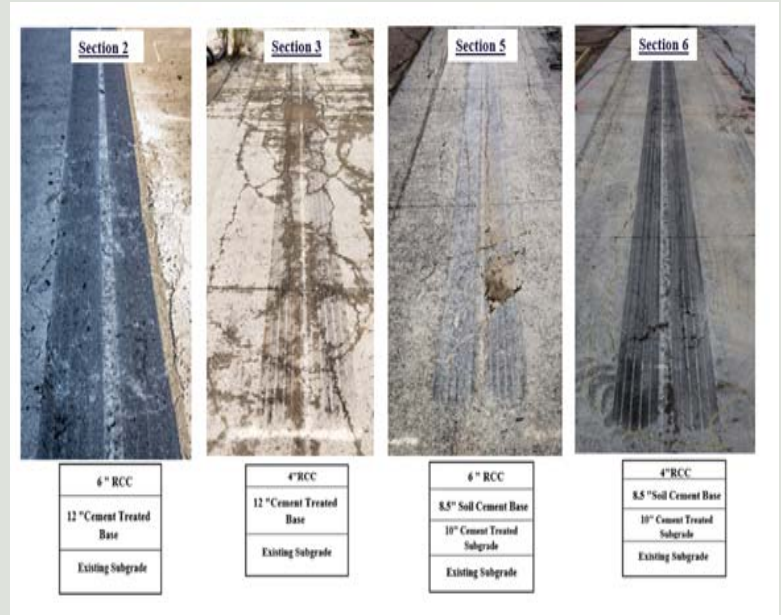 Section 2
Section 3
Section 5
Section 6
6 " RCC
12 "Cement Treated
Base
Existing Subgrade
4"RCC
12 "Cement Treated
Base
Existing Subgrade
6 " RCC
8.5" Soil Cement Base
10" Cement Treated
Subgrade
Existing Subgrade
4"RCC
8.5 "Soil Cement Base
10" Cement Treated
Subgrade
Existing Subgrade